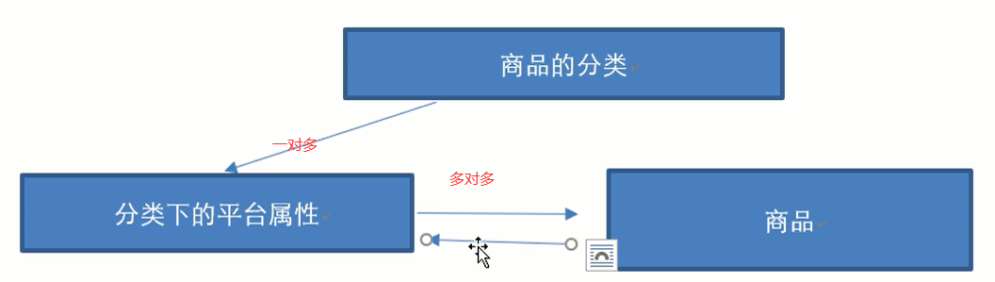 商品的分类
一对多
多对多
分类下的平台属性
商品